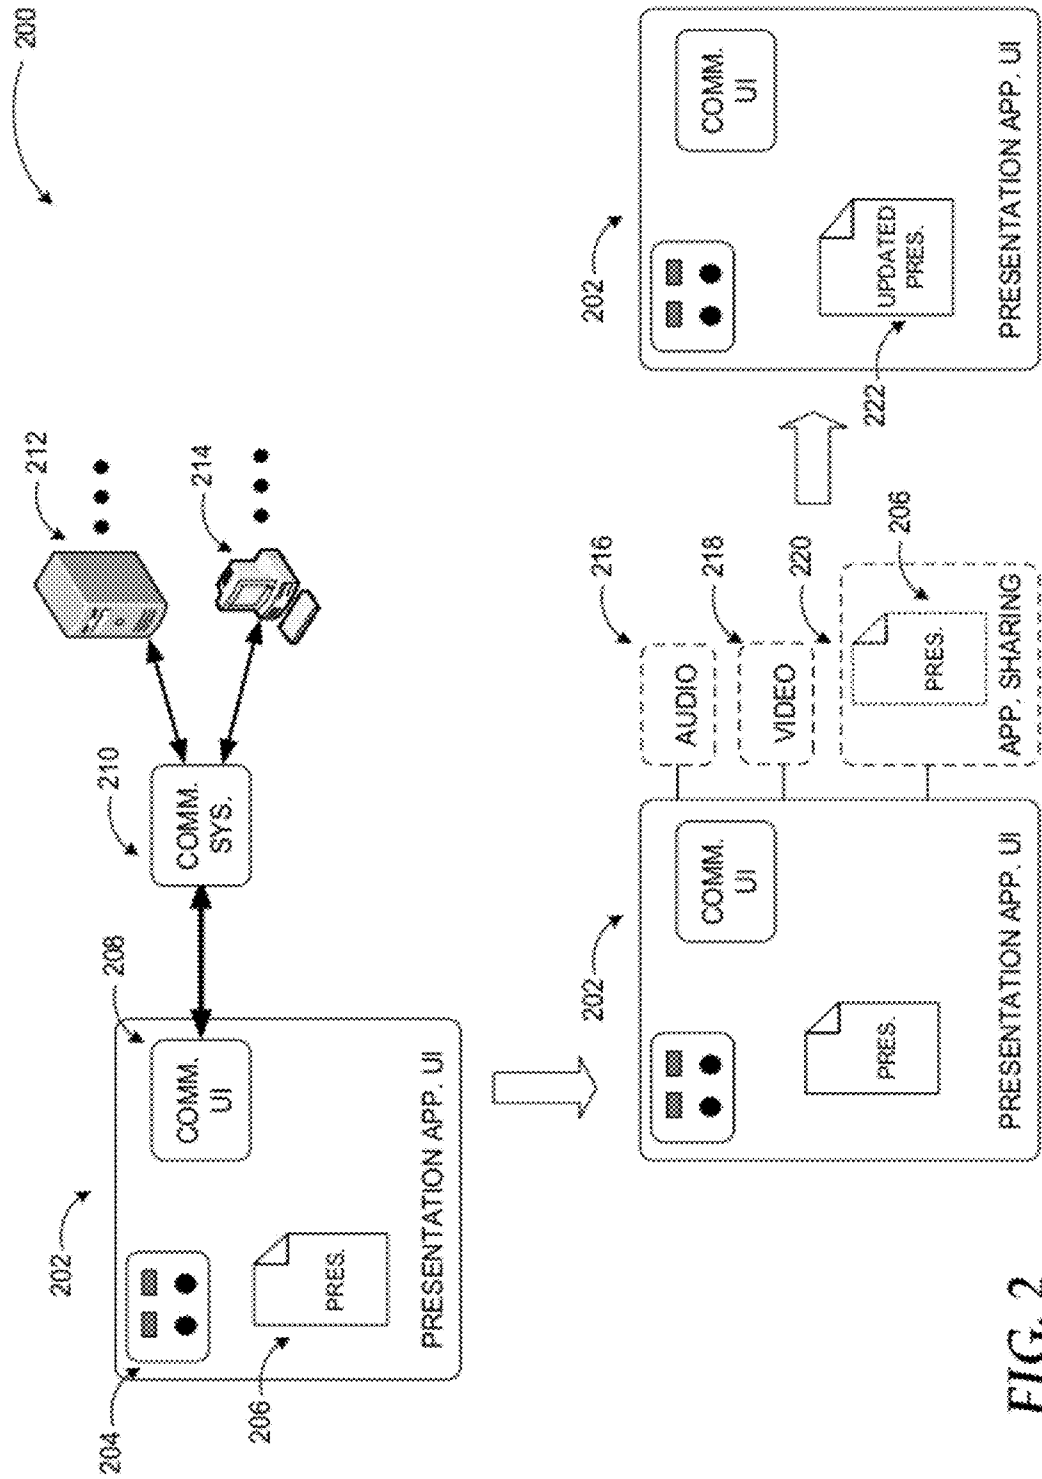 200
202
204
206
PRES.
208
COMM.
UI
PRESENTATION APP. UI
210
COMM.
SYS.
212
214
202
PRES.
COMM.
UI
PRESENTATION APP. UI
216
AUDIO
218
VIDEO
220
206
PRES.
APP. SHARING
202
222
UPDATED
PRES.
COMM.
UI
PRESENTATION APP. UI
FIG. 2